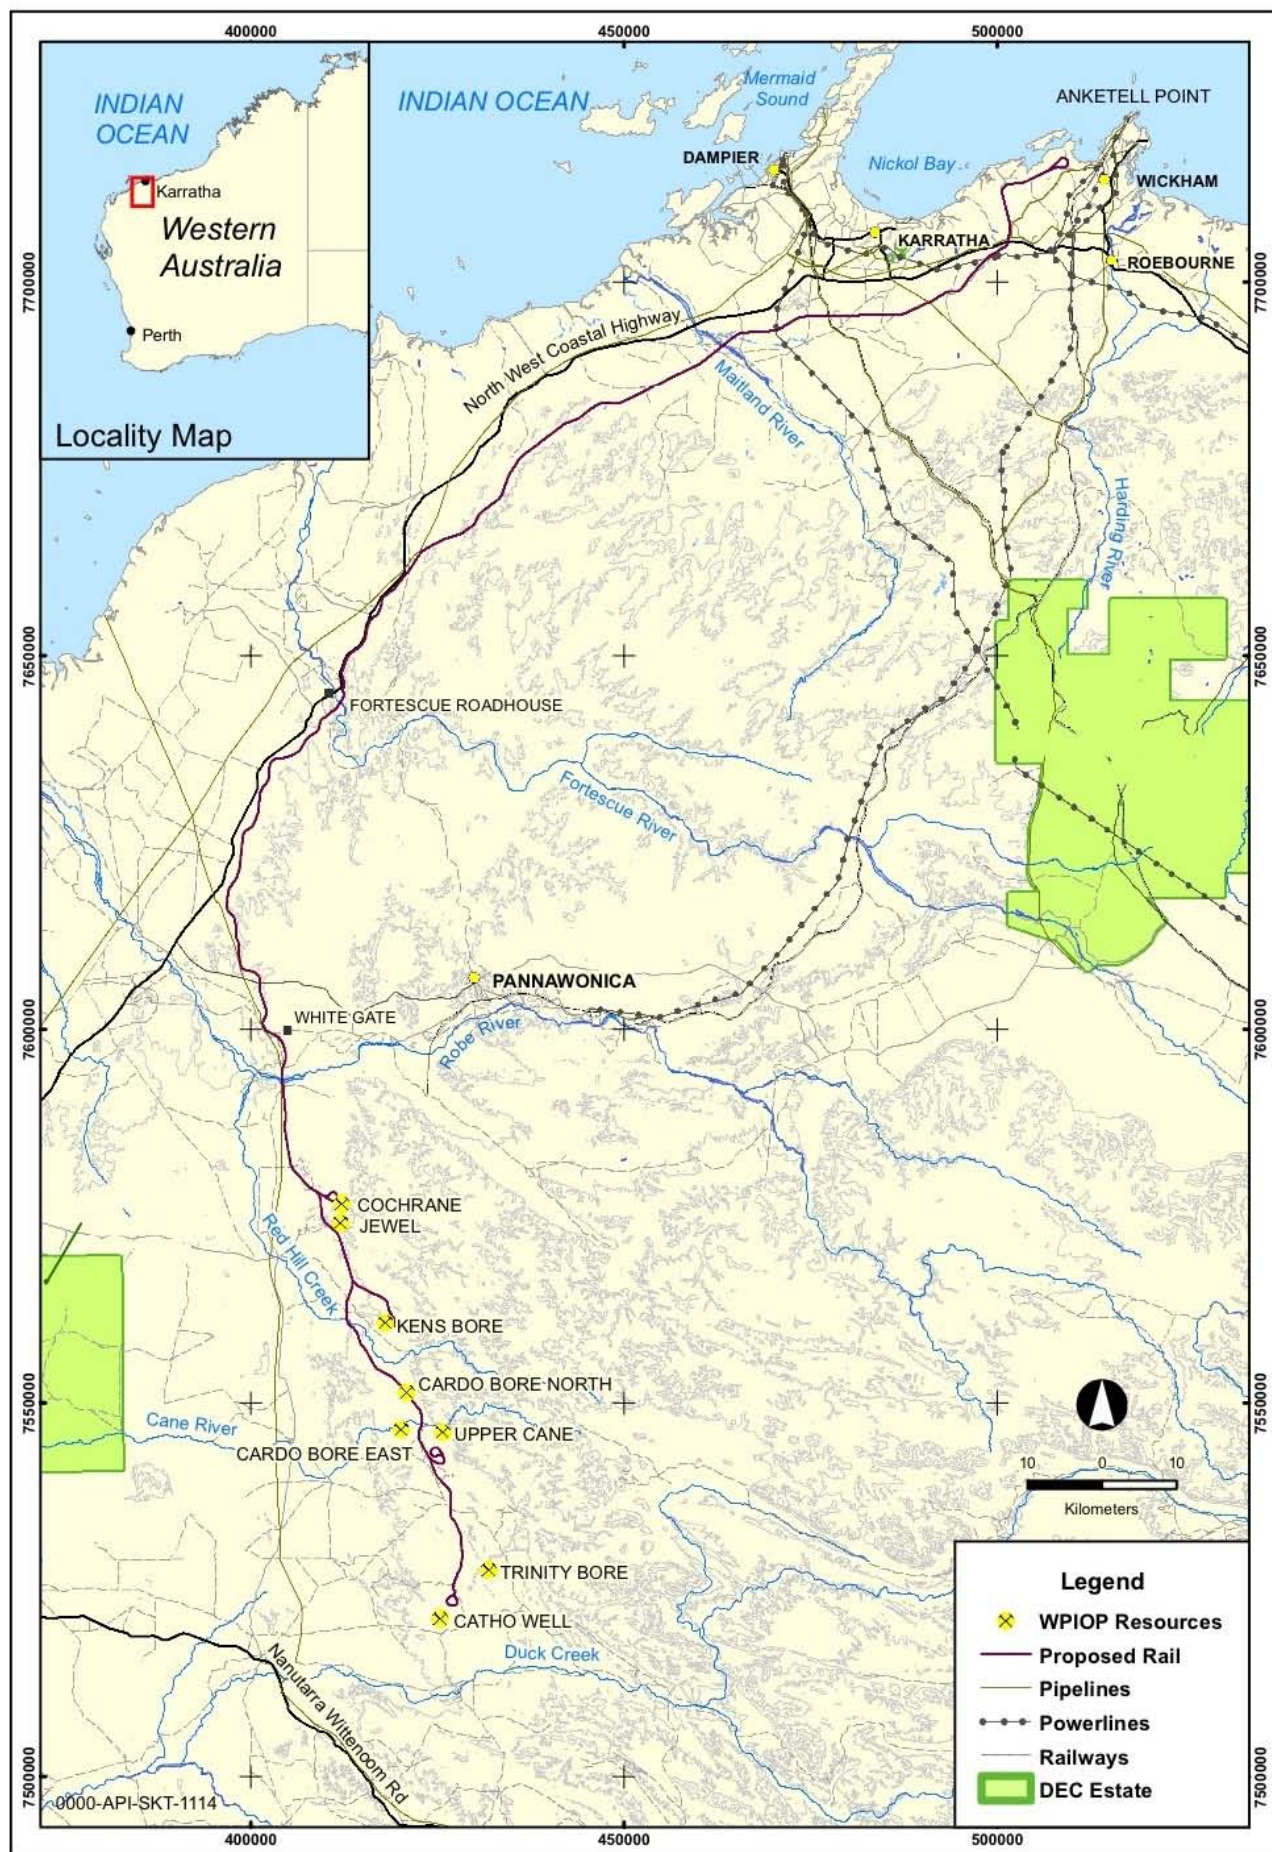 400000
450000
500000
INDIAN
OCEAN
Karratha
Western
Australia
Perth
Locality Map
INDIAN OCEAN
Mermaid
Sound
ANKETELL POINT
DAMPIER
Nickol Bay
WICKHAM
KARRATHA
ROEBOURNE
7700000
7700000
North West Coastal Highway
Maitland River
Harding River
7650000
7650000
FORTESCUE ROADHOUSE
Fortescue River
PANNAWONICA
WHITE GATE
7600000
7600000
Robe River
COCHRANE
JEWEL
Red Hill Creek
KENS BORE
CARDO BORE NORTH
7550000
7550000
Cane River
UPPER CANE
CARDO BORE EAST
10 0 10
Kilometers
TRINITY BORE
CATHO WELL
Duck Creek
Nanutarra Wittenoom Rd
Legend
WPIOP Resources
Proposed Rail
Pipelines
Powerlines
Railways
DEC Estate
7500000
7500000
0000-API-SKT-1114
400000
450000
500000